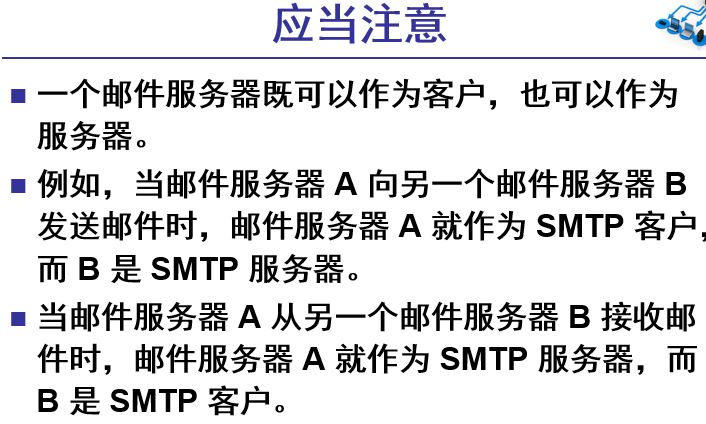 应当注意
一个邮件服务器既可以作为客户，也可以作为
服务器。
例如，当邮件服务器 A 向另一个邮件服务器 B
发送邮件时，邮件服务器 A 就作为 SMTP 客户，
而 B 是 SMTP 服务器。
当邮件服务器 A 从另一个邮件服务器 B 接收邮
件时，邮件服务器 A 就作为 SMTP 服务器，而
B 是 SMTP 客户。